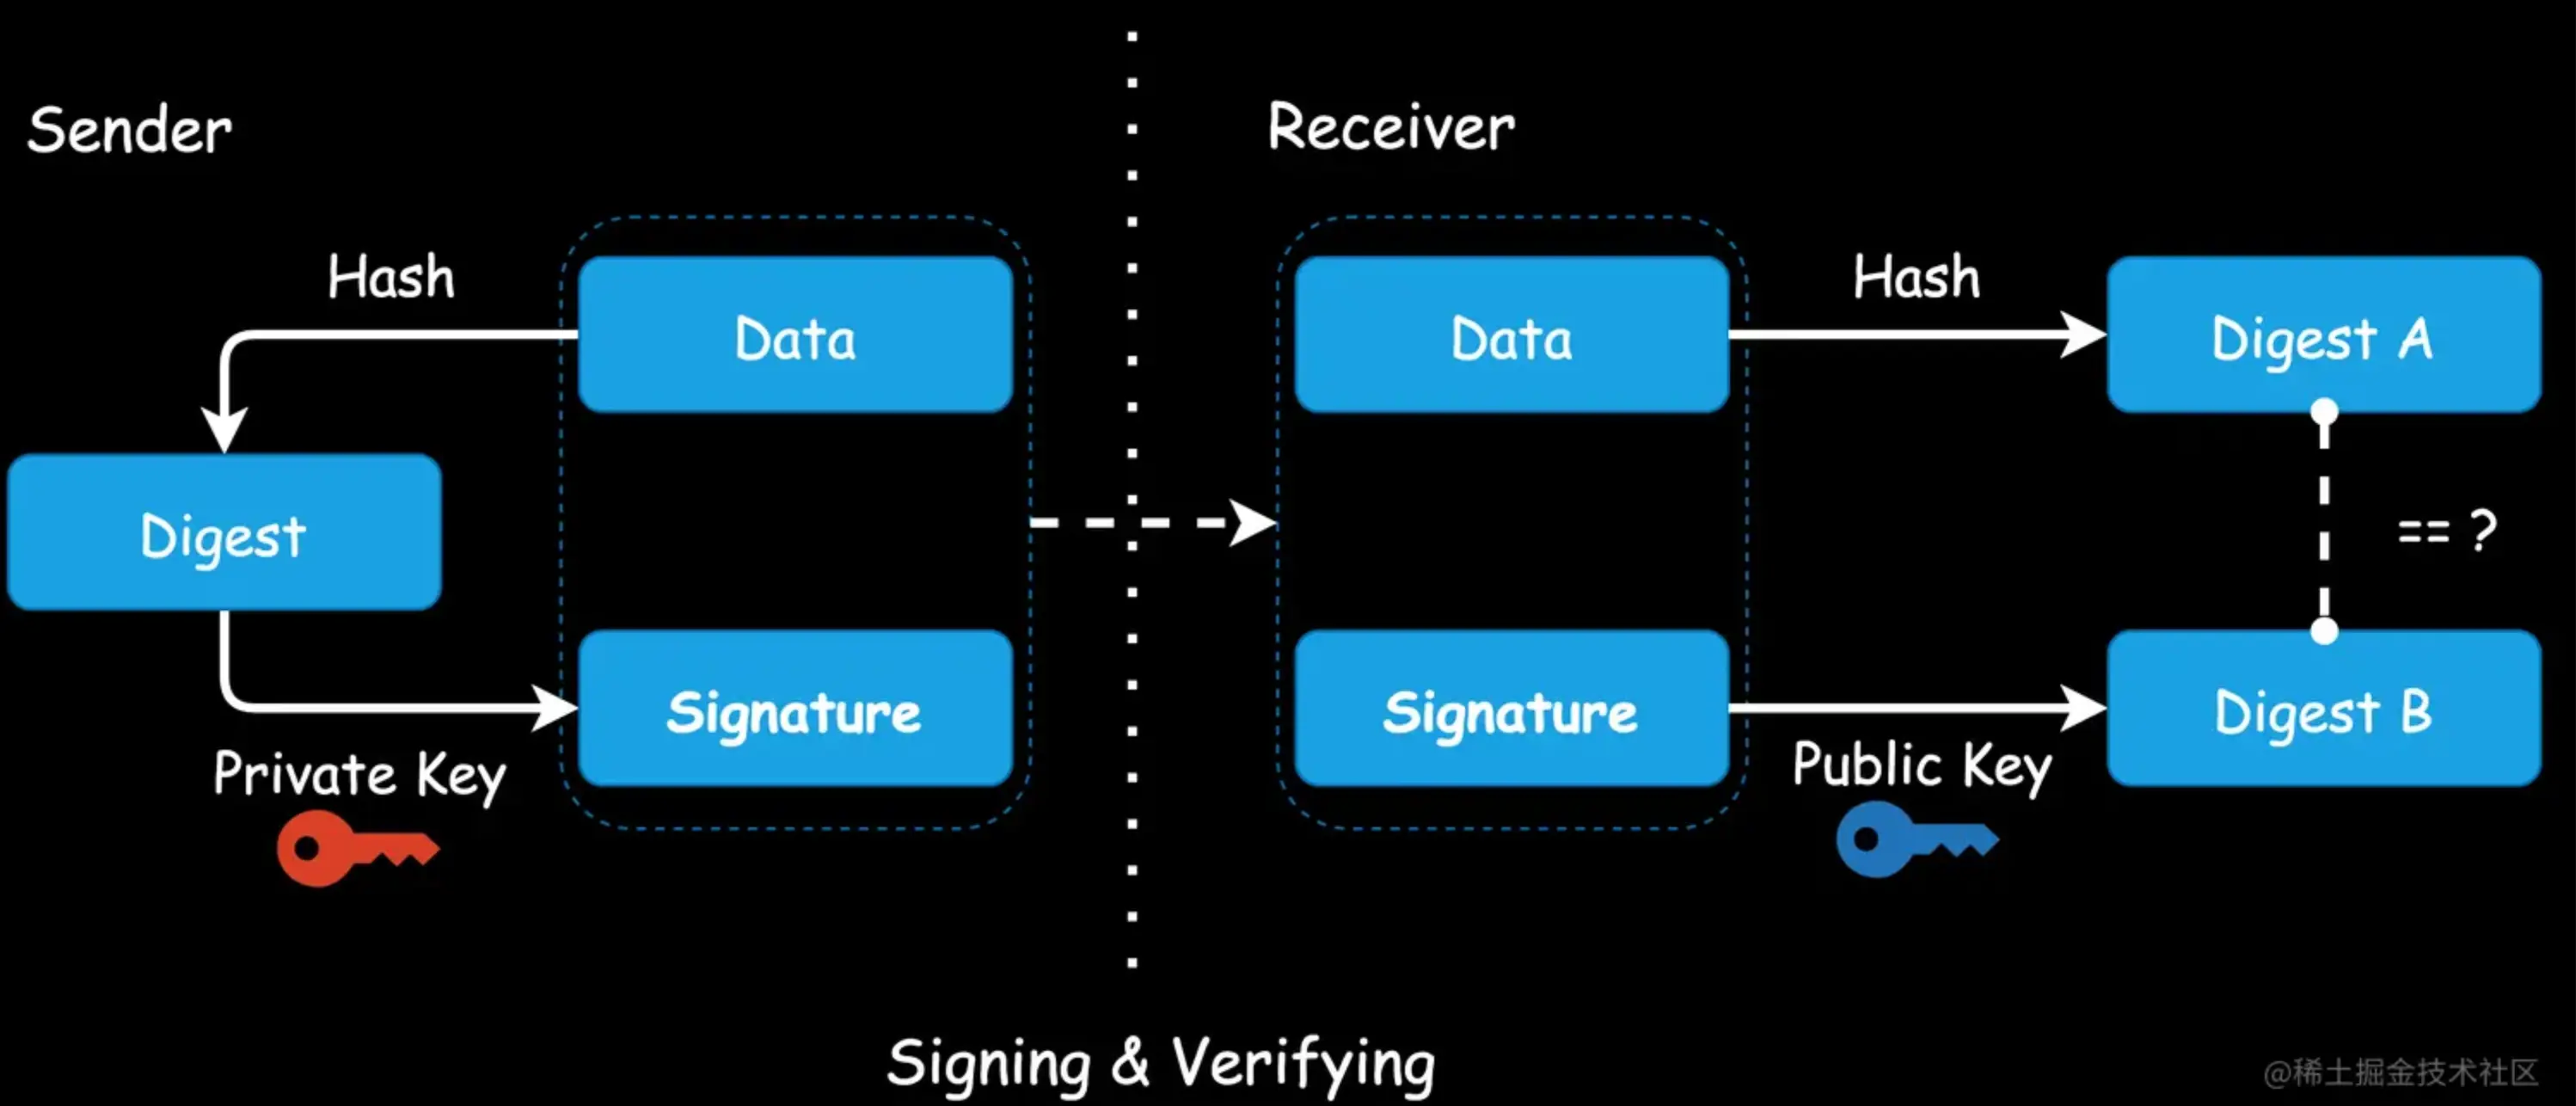 Sender
Receiver
Hash
Data
Data
Hash
Digest A
Digest
== ?
Signature
Signature
Digest B
Private Key
Public Key
Signing & Verifying
@稀土掘金技术社区